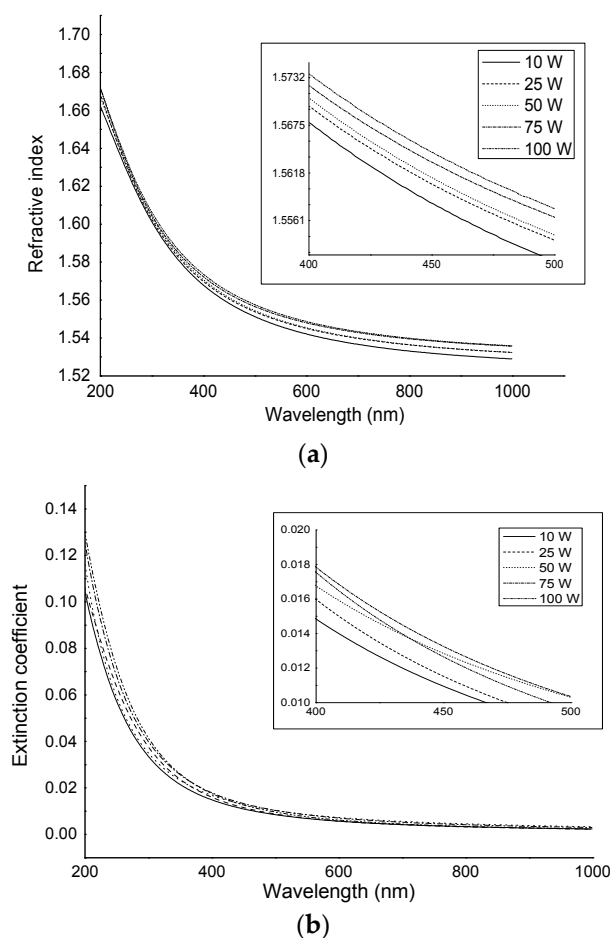 1.70
1.68
1.66
1.64
1.62
1.60
1.58
1.56
1.54
1.52
Refractive index
200 400 600 800 1000
Wavelength (nm)
1.5732
1.5675
1.5618
1.5561
400 450 500
10 W
25 W
50 W
75 W
100 W
(a)
0.14
0.12
0.10
0.08
0.06
0.04
0.02
0.00
Extinction coefficient
200 400 600 800 1000
Wavelength (nm)
0.020
0.018
0.016
0.014
0.012
0.010
400 450 500
10 W
25 W
50 W
75 W
100 W
(b)